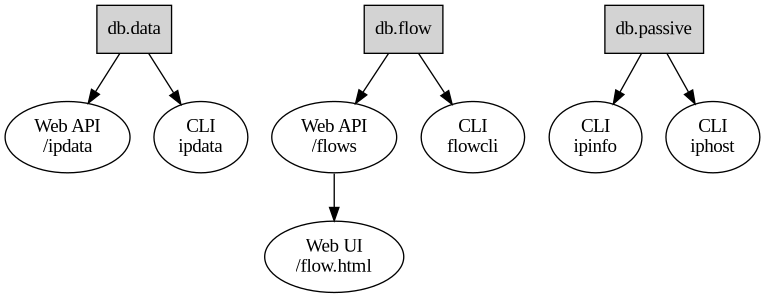 db.data
db.flow
db.passive
Web API
/ipdata
CLI
ipdata
Web API
/flows
CLI
flowcli
CLI
ipinfo
CLI
iphost
Web UI
/flow.html